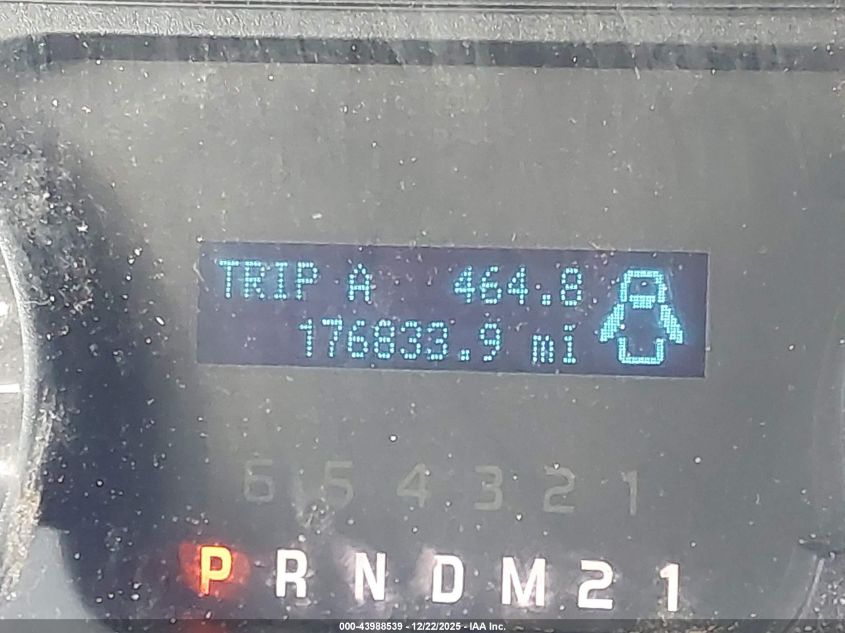 TRIP A 464.8
176833.9 mi
6 5 4 3 2 1
P R N D M 2 1
000-43988539 - 12/22/2025 - IAA Inc.